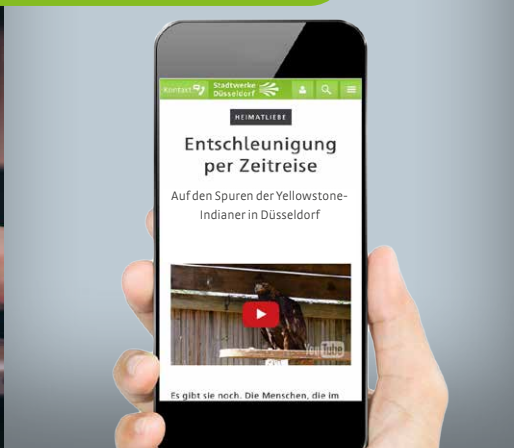 Kontakt
Stadtwerke
Düsseldorf
HEIMATLIEBE
Entschleunigung
per Zeitreise
Auf den Spuren der Yellowstone-
Indianer in Düsseldorf
YouTube
Es gibt sie noch. Die Menschen, die im